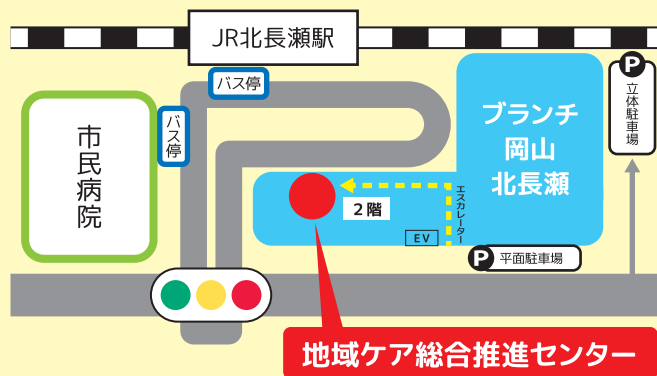 JR北長瀬駅
バス停
バス停
市民病院
ブランチ
岡山
北長瀬
P
立体駐車場
2階
エスカレーター
EV
P 平面駐車場
地域ケア総合推進センター